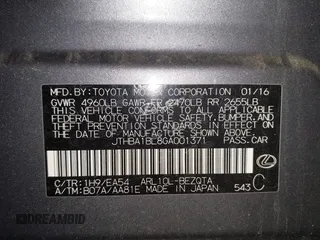 MFD. BY: TOYOTA MOTOR CORPORATION 01/16
GVWR 4960LB GAWR FR 2470LB RR 2655LB
THIS VEHICLE CONFORMS TO ALL APPLICABLE
FEDERAL MOTOR VEHICLE SAFETY, BUMPER, AND
THEFT PREVENTION STANDARDS IN EFFECT ON
THE DATE OF MANUFACTURE SHOWN ABOVE.
JTHBA1BL8GA001371 PASS.CAR
C/TR: 1H9/EA54 ARL10L-BEZQTA
A/TM: B07A/AA81E MADE IN JAPAN 543 C
DREAMBID